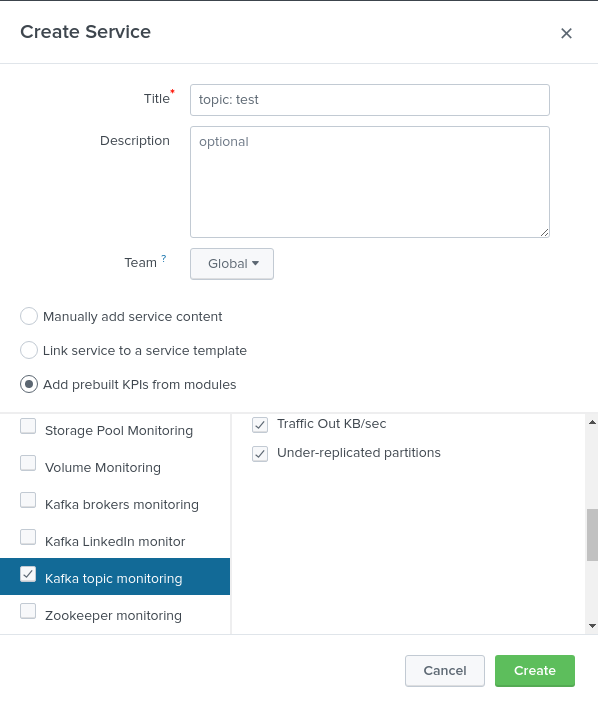 Create Service
Title*
topic: test
Description
optional
Team ?
Global
Manually add service content
Link service to a service template
Add prebuilt KPIs from modules
Storage Pool Monitoring
Volume Monitoring
Kafka brokers monitoring
Kafka LinkedIn monitor
Kafka topic monitoring
Zookeeper monitoring
Traffic Out KB/sec
Under-replicated partitions
Cancel
Create